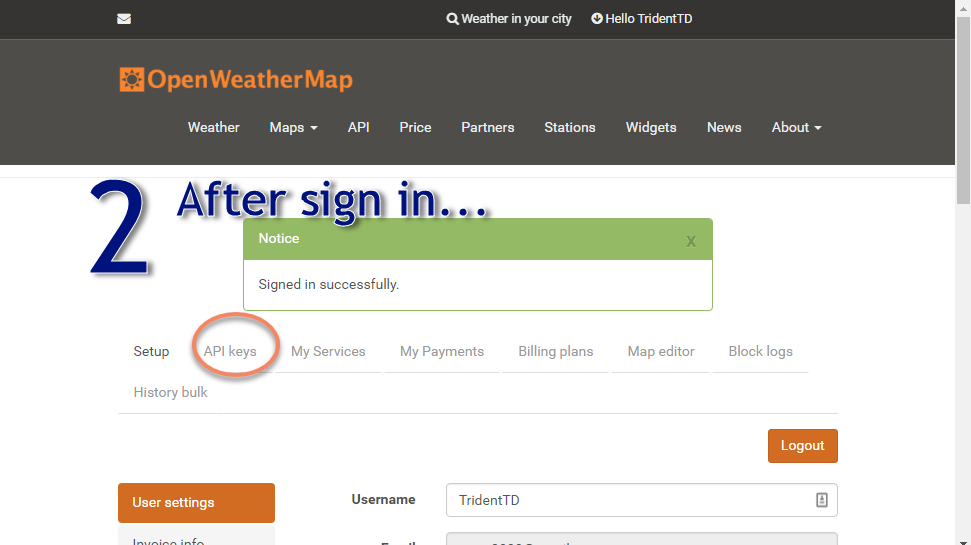 Weather in your city Hello TridentTD
OpenWeatherMap
Weather Maps API Price Partners Stations Widgets News About
2 After sign in...
Notice x
Signed in successfully.
Setup API keys My Services My Payments Billing plans Map editor Block logs
History bulk
Logout
User settings Username TridentTD
Invoice info Email